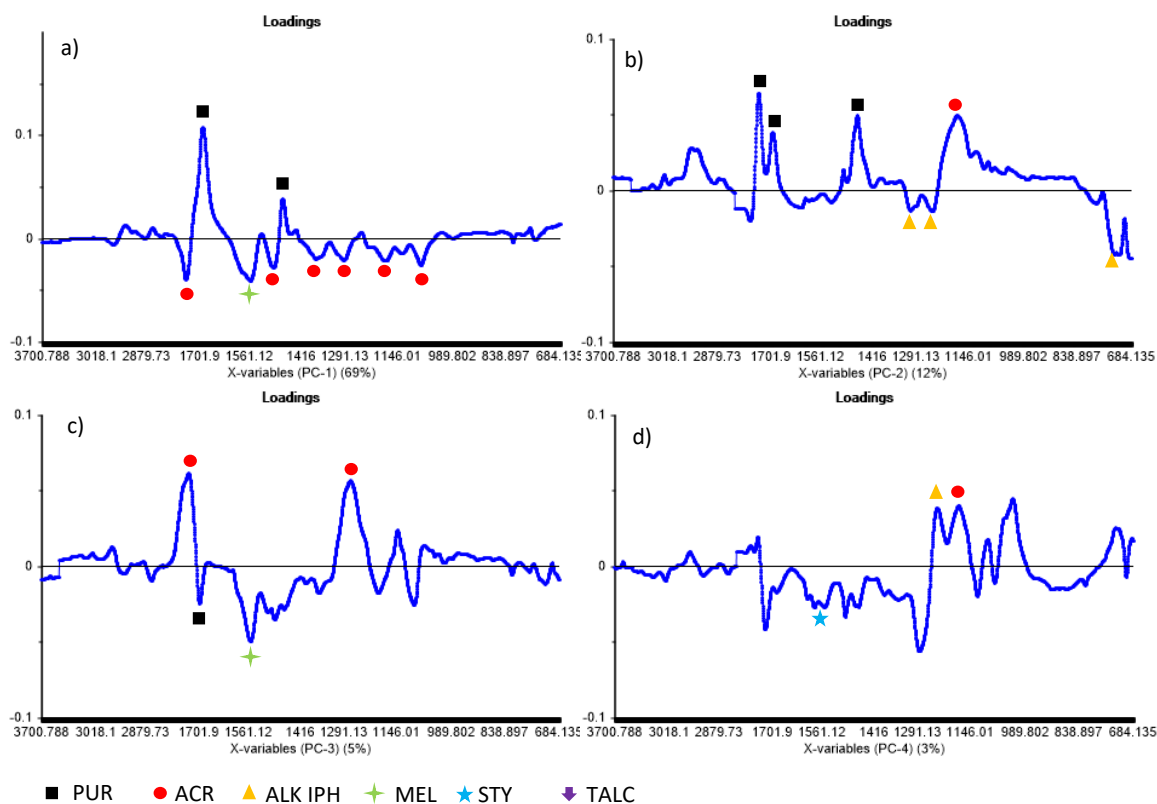 Loadings
a)
0.1
0
-0.1
3700.788 3018.1 2879.73 1701.9 1561.12 1416 1291.13 1146.01 989.802 838.897 684.135
X-variables (PC-1) (69%)
Loadings
b)
0.1
0
-0.1
3700.788 3018.1 2879.73 1701.9 1561.12 1416 1291.13 1146.01 989.802 838.897 684.135
X-variables (PC-2) (12%)
Loadings
c)
0.1
0
-0.1
3700.788 3018.1 2879.73 1701.9 1561.12 1416 1291.13 1146.01 989.802 838.897 684.135
X-variables (PC-3) (5%)
Loadings
d)
0.1
0
-0.1
3700.788 3018.1 2879.73 1701.9 1561.12 1416 1291.13 1146.01 989.802 838.897 684.135
X-variables (PC-4) (3%)
PUR ACR ALK IPH MEL STY TALC